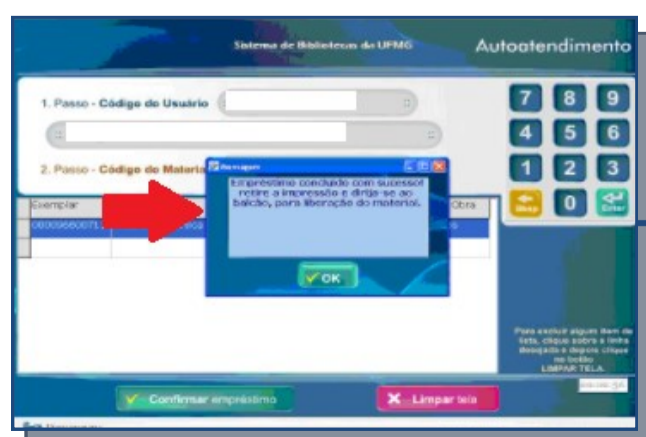 Sistema de Bibliotecas da UFMG
Autoatendimento
1. Passo - Código do Usuário
7 8 9
4 5 6
2. Passo - Código do Materia
1 2 3
Mensagem
Empréstimo concluído com sucesso!
retire a impressão e dirija-se ao
balcão, para liberação do material.
OK
Exemplar
Obra
0
Enter
Para excluir algum item da
lista, clique sobre a linha
desejada e depois clique
no botão
LIMPAR TELA.
Confirmar empréstimo
Limpar tela